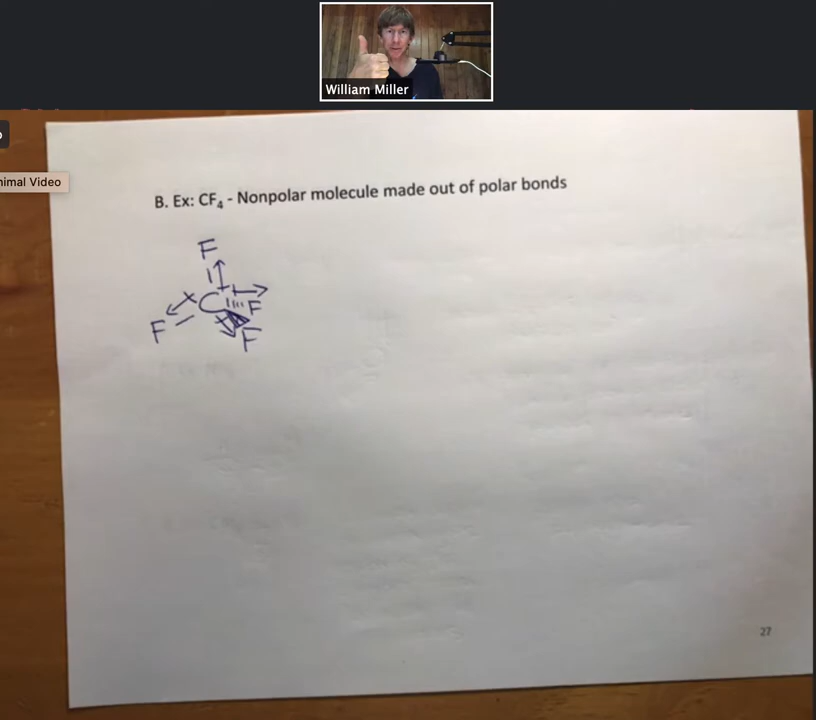 William Miller
nimal Video
B. Ex: CF₄ - Nonpolar molecule made out of polar bonds
F
C
F
F
F
27